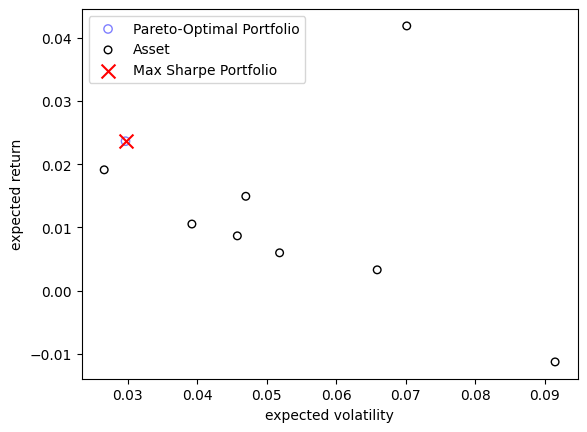 Pareto-Optimal Portfolio
Asset
Max Sharpe Portfolio
expected return
0.04
0.03
0.02
0.01
0.00
−0.01
0.03 0.04 0.05 0.06 0.07 0.08 0.09
expected volatility